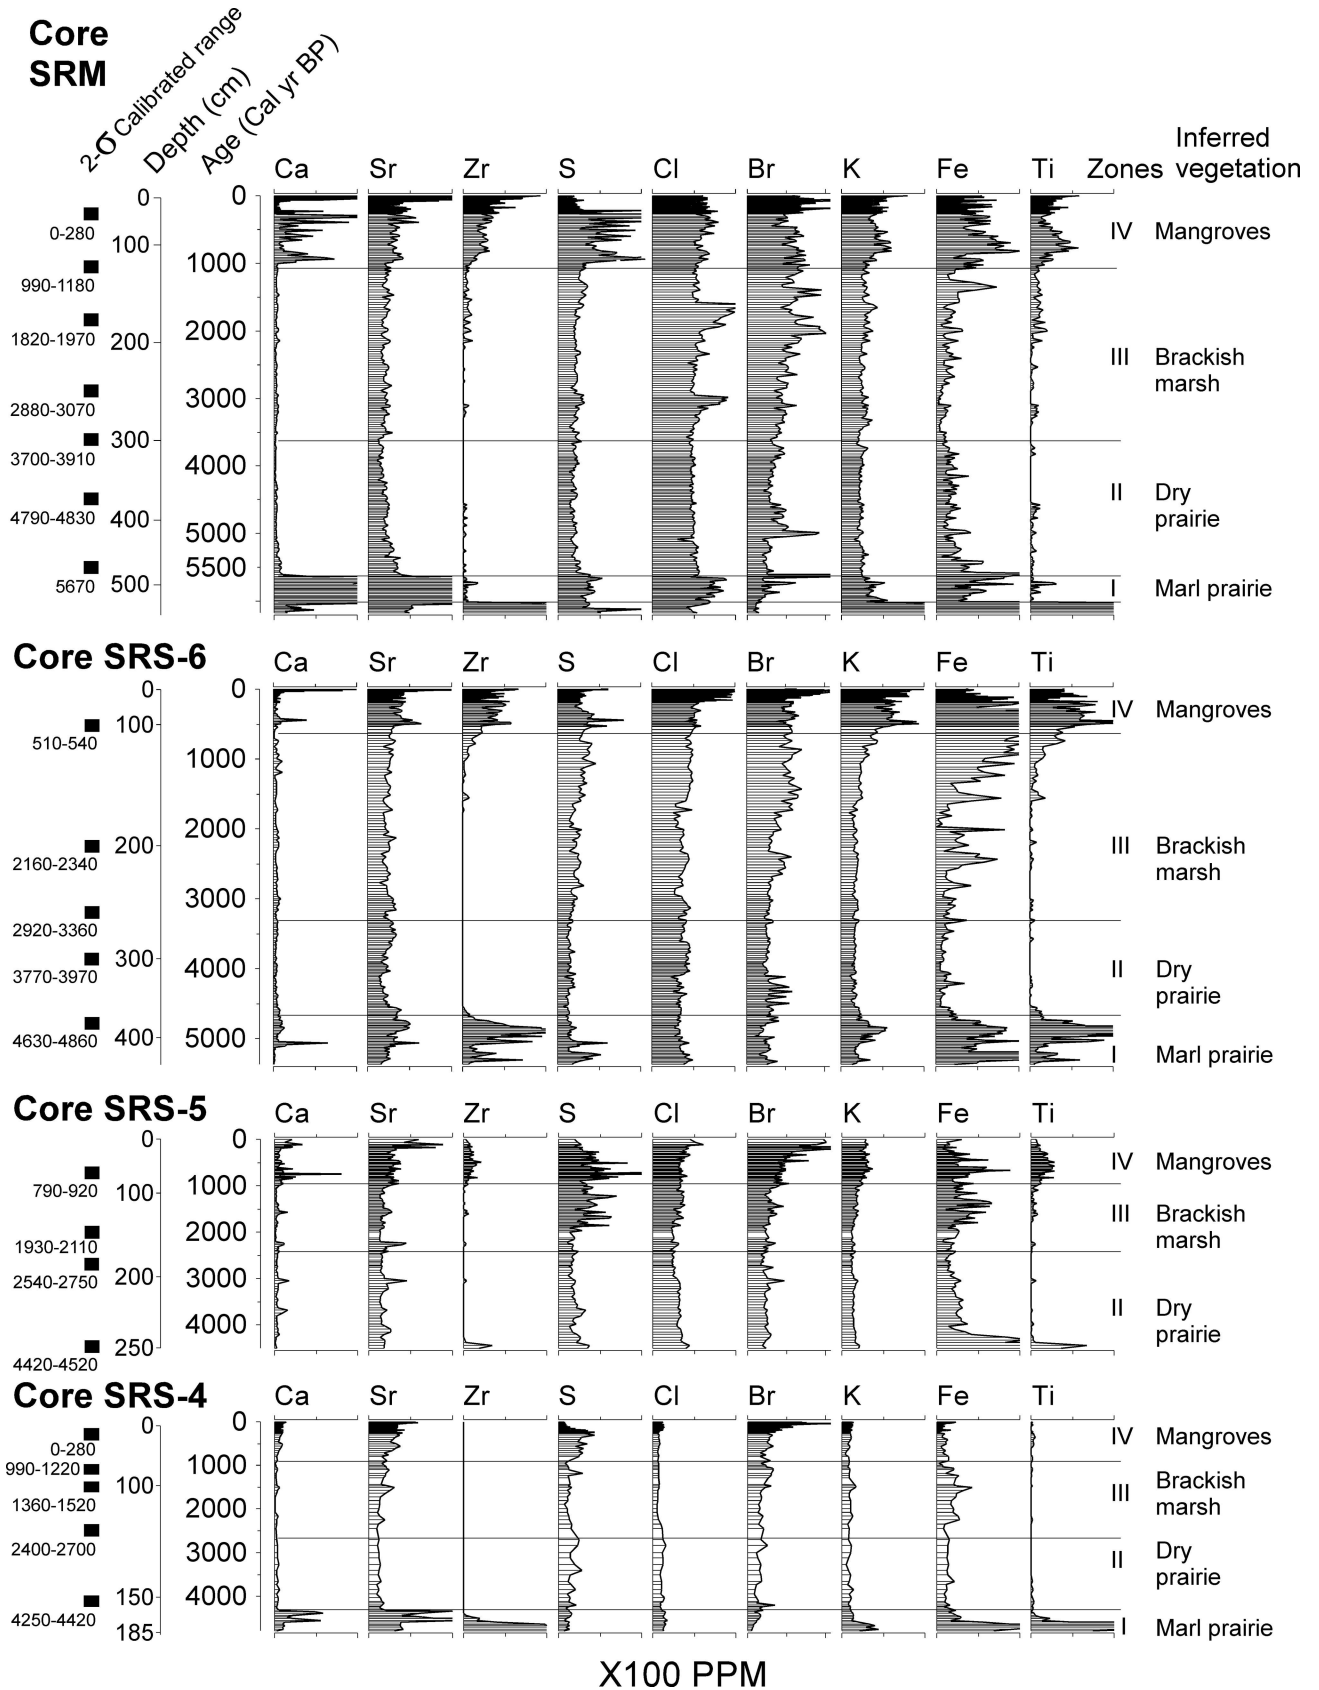 Core
SRM
2-σ Calibrated range
Depth (cm)
Age (Cal yr BP)
Inferred
vegetation
Ca Sr Zr S Cl Br K Fe Ti Zones
0 0
0-280
100
IV Mangroves
1000
990-1180
1820-1970
200
2000
III Brackish
marsh
2880-3070
3000
300
3700-3910
4000
4790-4830
400
II Dry
prairie
5000
5500
5670
500
I Marl prairie
Core SRS-6
Ca Sr Zr S Cl Br K Fe Ti
0 0
IV Mangroves
100
510-540
1000
2000
200
2160-2340
III Brackish
marsh
3000
2920-3360
300
3770-3970
4000
II Dry
prairie
4630-4860
400
5000
I Marl prairie
Core SRS-5
Ca Sr Zr S Cl Br K Fe Ti
0 0
IV Mangroves
790-920
100
1000
III Brackish
marsh
2000
1930-2110
200
2540-2750
3000
II Dry
prairie
4000
250
4420-4520
Core SRS-4
Ca Sr Zr S Cl Br K Fe Ti
0 0
IV Mangroves
0-280
990-1220
1000
100
1360-1520
III Brackish
marsh
2000
2400-2700
3000
II Dry
prairie
150
4000
4250-4420
185
I Marl prairie
X100 PPM